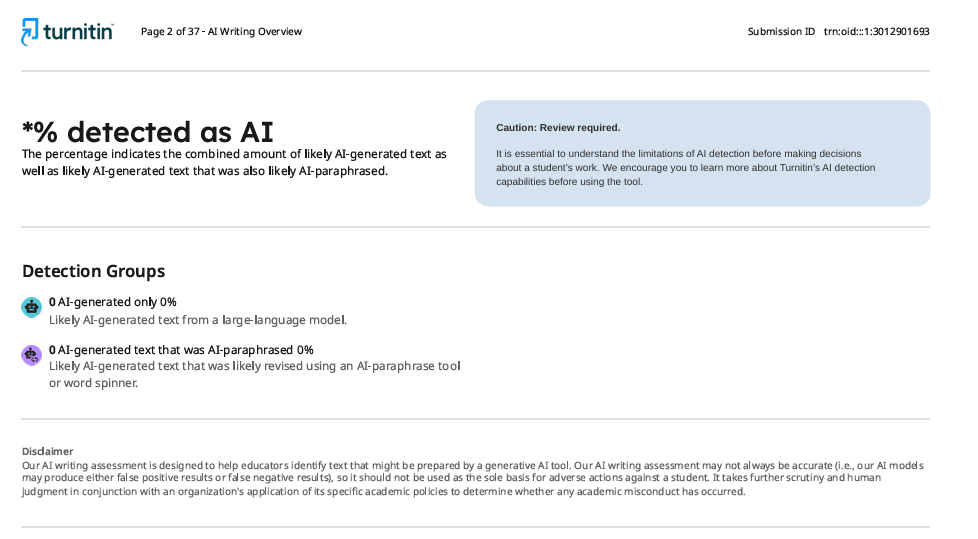 turnitin
Page 2 of 37 - AI Writing Overview
Submission ID trn:oid:::1:3012901693
*% detected as AI
The percentage indicates the combined amount of likely AI-generated text as
well as likely AI-generated text that was also likely AI-paraphrased.
Caution: Review required.
It is essential to understand the limitations of AI detection before making decisions
about a student's work. We encourage you to learn more about Turnitin's AI detection
capabilities before using the tool.
Detection Groups
0 AI-generated only 0%
Likely AI-generated text from a large-language model.
0 AI-generated text that was AI-paraphrased 0%
Likely AI-generated text that was likely revised using an AI-paraphrase tool
or word spinner.
Disclaimer
Our AI writing assessment is designed to help educators identify text that might be prepared by a generative AI tool. Our AI writing assessment may not always be accurate (i.e., our AI models
may produce either false positive results or false negative results), so it should not be used as the sole basis for adverse actions against a student. It takes further scrutiny and human
judgment in conjunction with an organization's application of its specific academic policies to determine whether any academic misconduct has occurred.